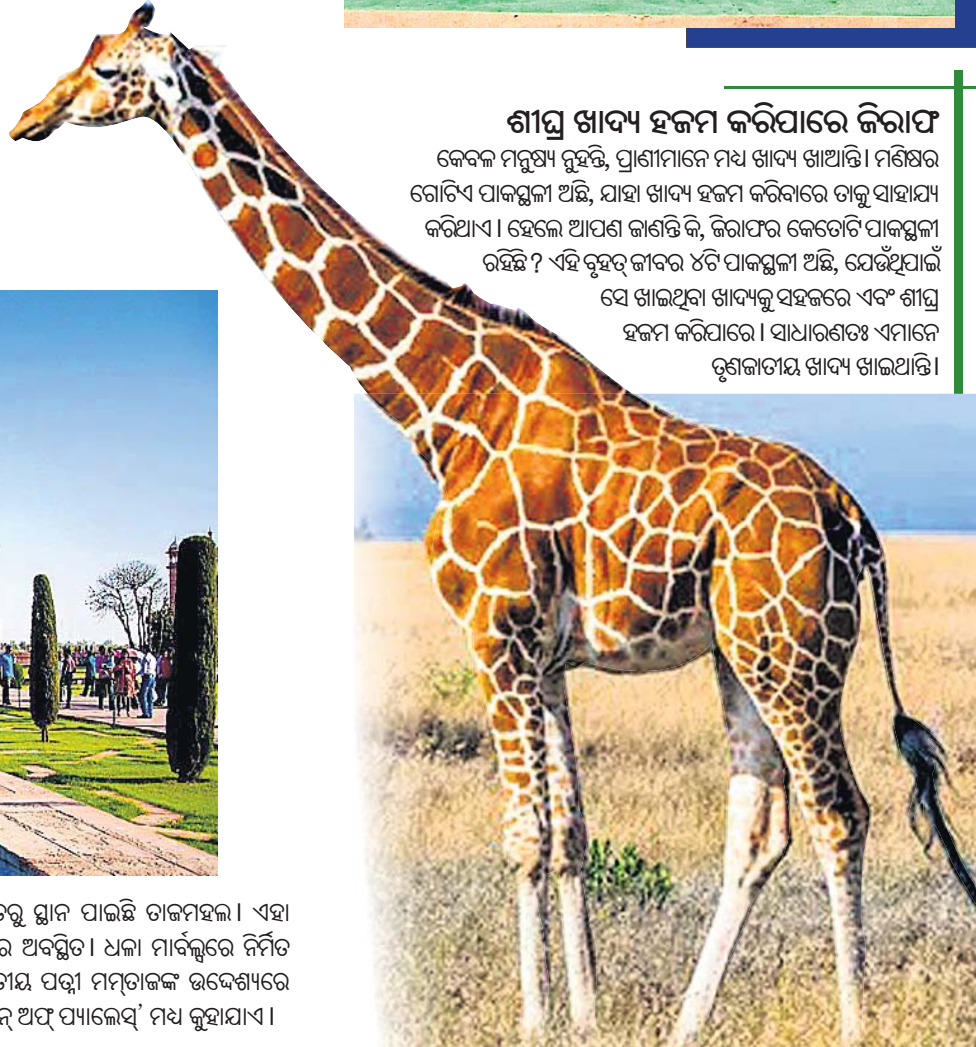 ଶୀଘ୍ର ଖାଦ୍ୟ ହଜମ କରିପାରେ ଜିରାଫ
କେବଳ ମନୁଷ୍ୟ ନୁହନ୍ତି, ପ୍ରାଣୀମାନେ ମଧ୍ୟ ଖାଦ୍ୟ ଖାଆନ୍ତି। ମଣିଷର
ଗୋଟିଏ ପାକସ୍ଥଳୀ ଅଛି, ଯାହା ଖାଦ୍ୟ ହଜମ କରିବାରେ ତାକୁ ସାହାଯ୍ୟ
କରିଥାଏ । ହେଲେ ଆପଣ ଜାଣନ୍ତି କି, ଜିରାଫର କେତୋଟି ପାକସ୍ଥଳୀ
ରହିଛି ? ଏହି ବୃହତ୍ ଜୀବର ୪ଟି ପାକସ୍ଥଳୀ ଅଛି, ଯେଉଁଥିପାଇଁ
ସେ ଖାଇଥିବା ଖାଦ୍ୟକୁ ସହଜରେ ଏବଂ ଶୀଘ୍ର
ହଜମ କରିପାରେ । ସାଧାରଣତଃ ଏମାନେ
ତୃଣଜାତୀୟ ଖାଦ୍ୟ ଖାଇଥାନ୍ତି।
ସ୍ଥାନ ପାଇଛି ତାଜମହଲ। ଏହା
ଅବସ୍ଥିତ। ଧଳା ମାର୍ବଲ୍ସରେ ନିର୍ମିତ
ପତ୍ନୀ ମମ୍‌ତାଜଙ୍କ ଉଦ୍ଦେଶ୍ୟରେ
ଅଫ୍ ପ୍ୟାଲେସ୍' ମଧ୍ୟ କୁହାଯାଏ ।